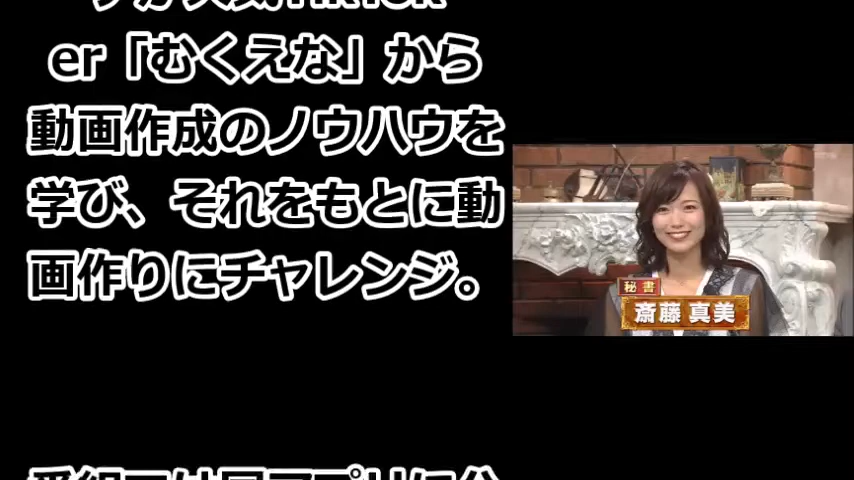 er「むくえな」から
動画作成のノウハウを
学び、それをもとに動
画作りにチャレンジ。
秘書
斎藤 真美